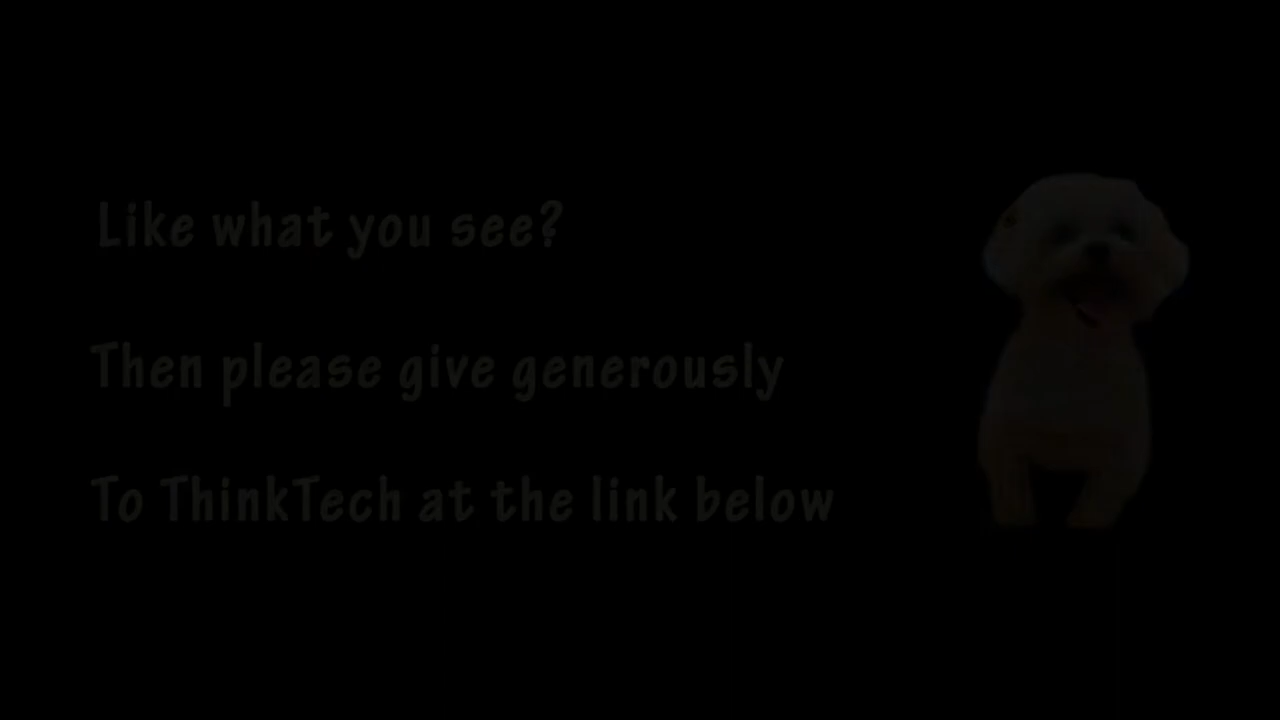 Like what you see?
Then please give generously
To ThinkTech at the link below